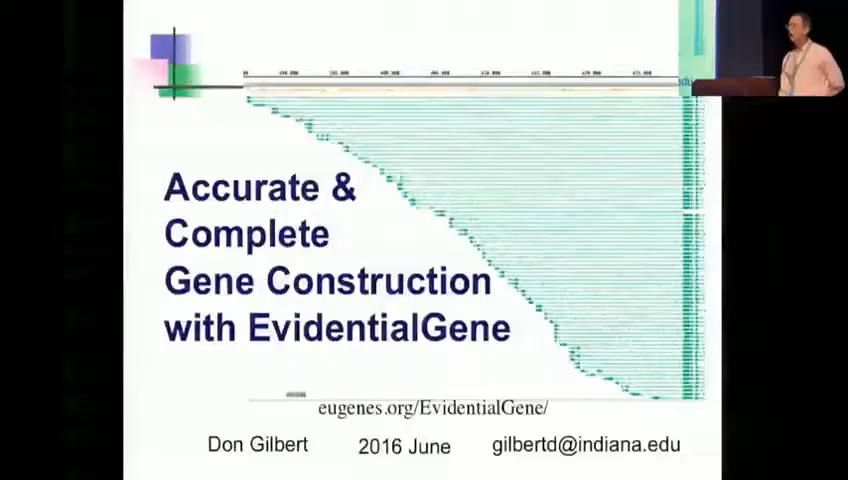 Accurate &
Complete
Gene Construction
with EvidentialGene
eugenes.org/EvidentialGene/
Don Gilbert 2016 June gilbertd@indiana.edu